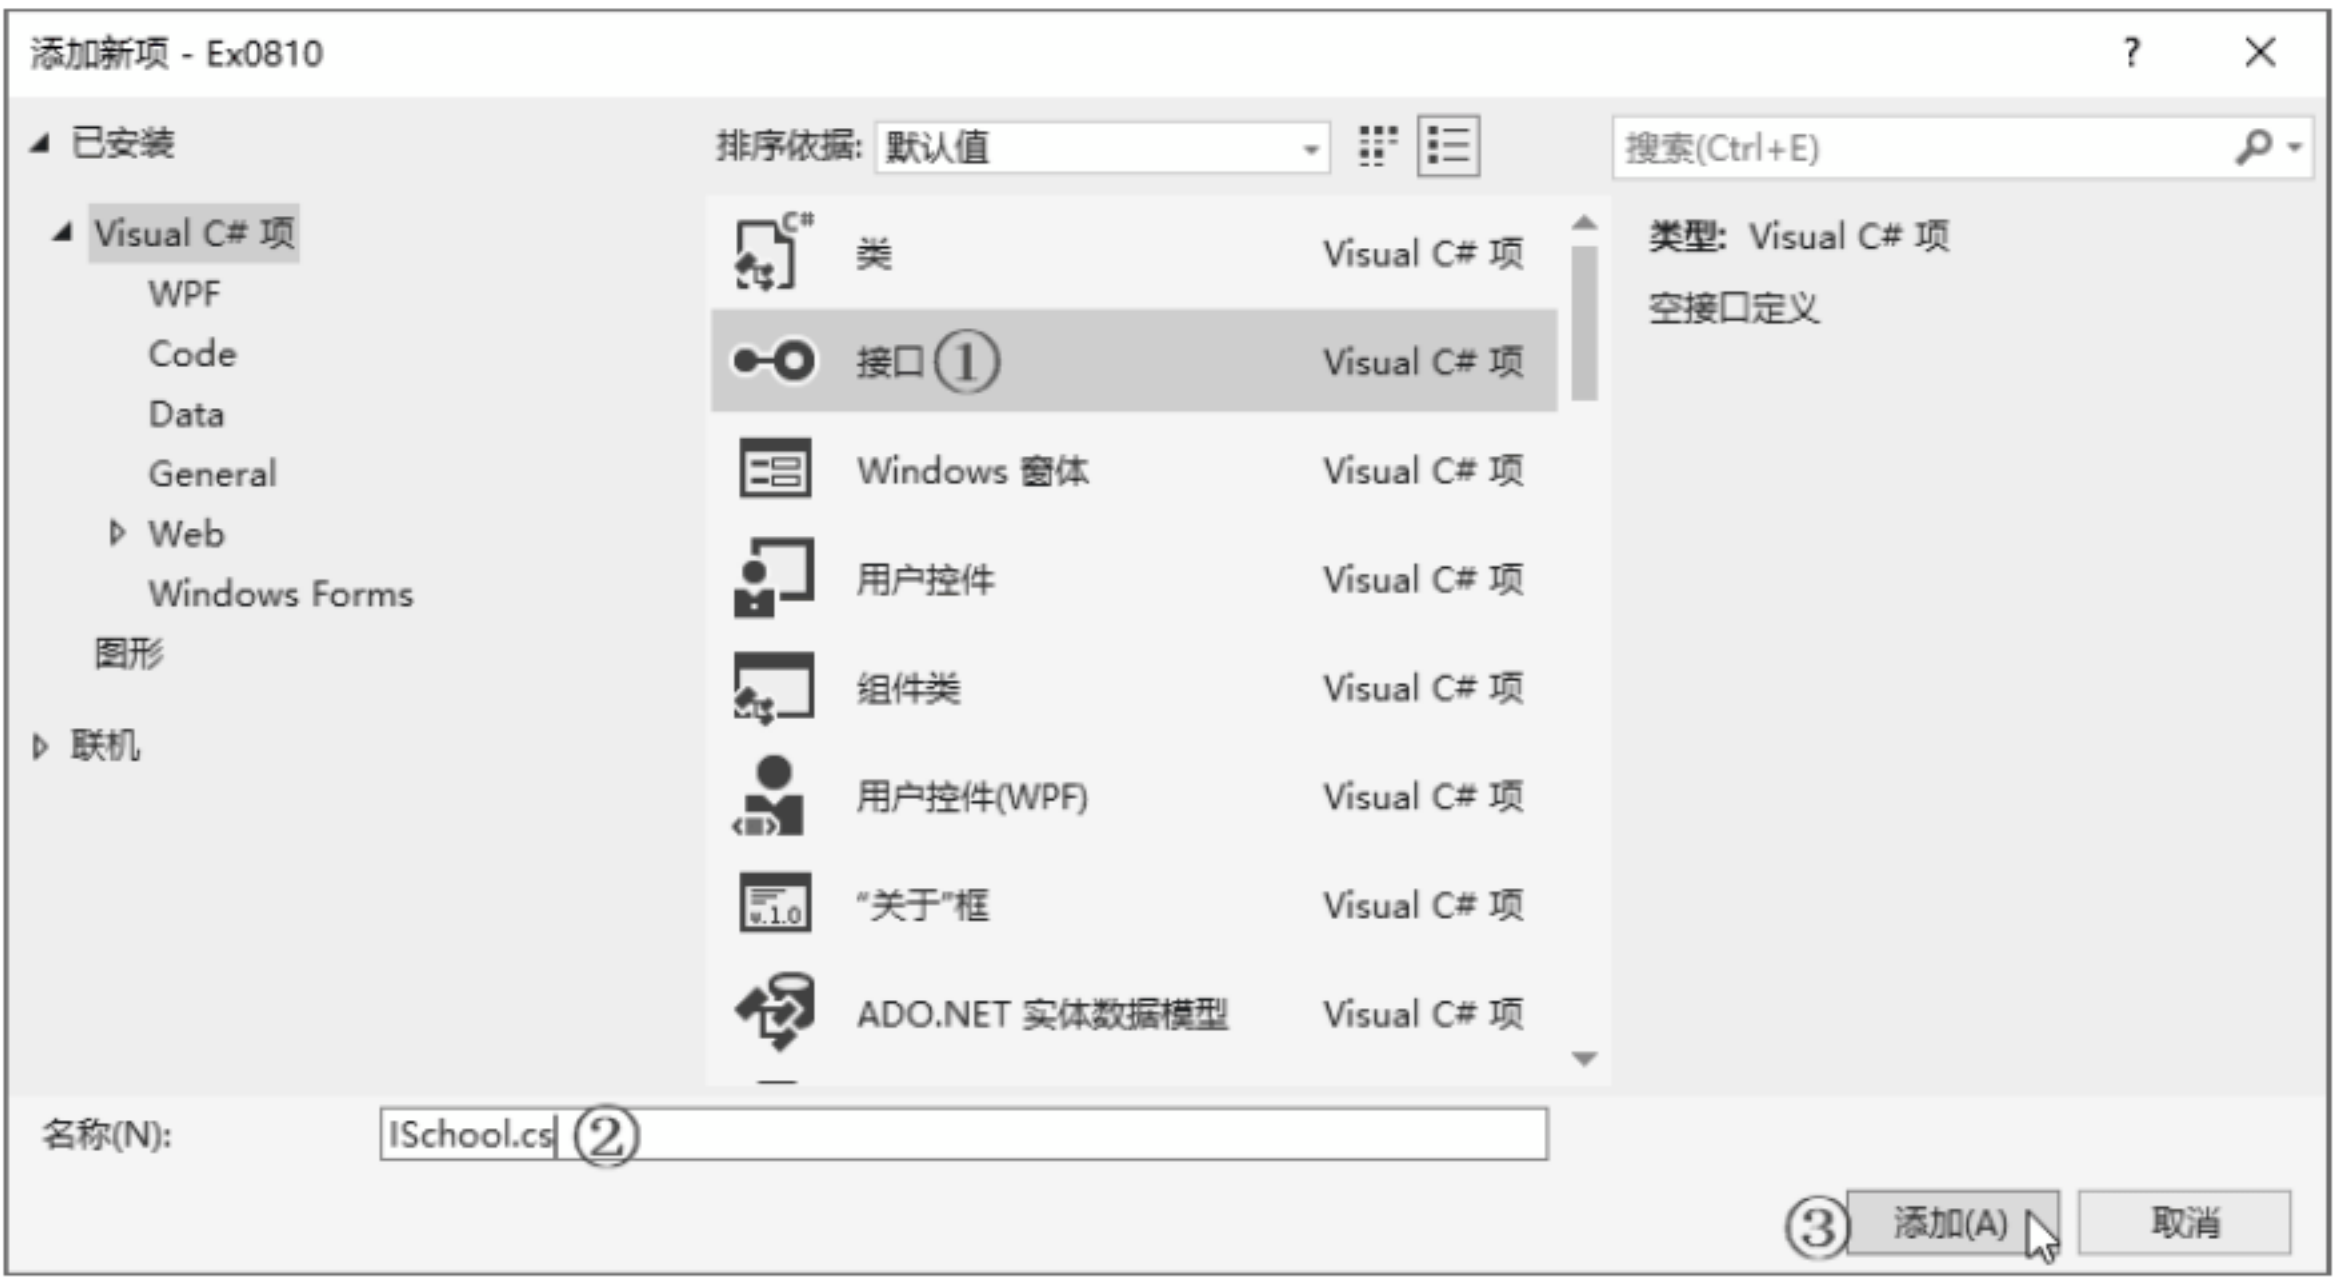 添加新项 - Ex0810
?
已安装
Visual C# 项
WPF
Code
Data
General
Web
Windows Forms
图形
联机
排序依据: 默认值
C#
类 Visual C# 项
接口 ① Visual C# 项
Windows 窗体 Visual C# 项
用户控件 Visual C# 项
组件类 Visual C# 项
用户控件(WPF) Visual C# 项
v.1.0
“关于”框 Visual C# 项
ADO.NET 实体数据模型 Visual C# 项
搜索(Ctrl+E)
类型: Visual C# 项
空接口定义
名称(N): ISchool.cs ②
③ 添加(A) 取消